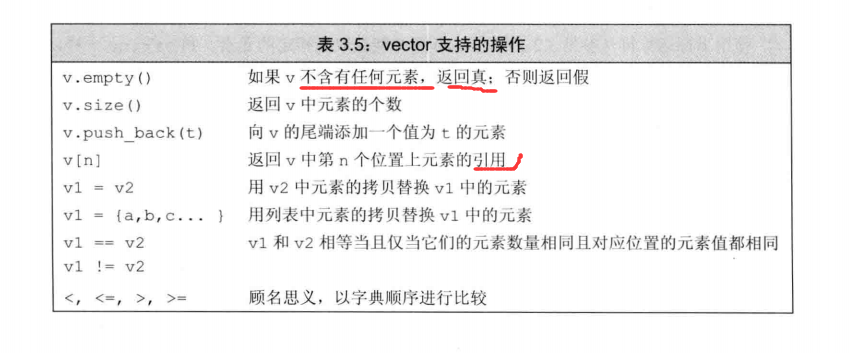 表 3.5：vector 支持的操作
v.empty() 如果 v 不含有任何元素，返回真；否则返回假
v.size() 返回 v 中元素的个数
v.push_back(t) 向 v 的尾端添加一个值为 t 的元素
v[n] 返回 v 中第 n 个位置上元素的引用
v1 = v2 用 v2 中元素的拷贝替换 v1 中的元素
v1 = {a,b,c... } 用列表中元素的拷贝替换 v1 中的元素
v1 == v2 v1 和 v2 相等当且仅当它们的元素数量相同且对应位置的元素值都相同
v1 != v2
<, <=, >, >= 顾名思义，以字典顺序进行比较